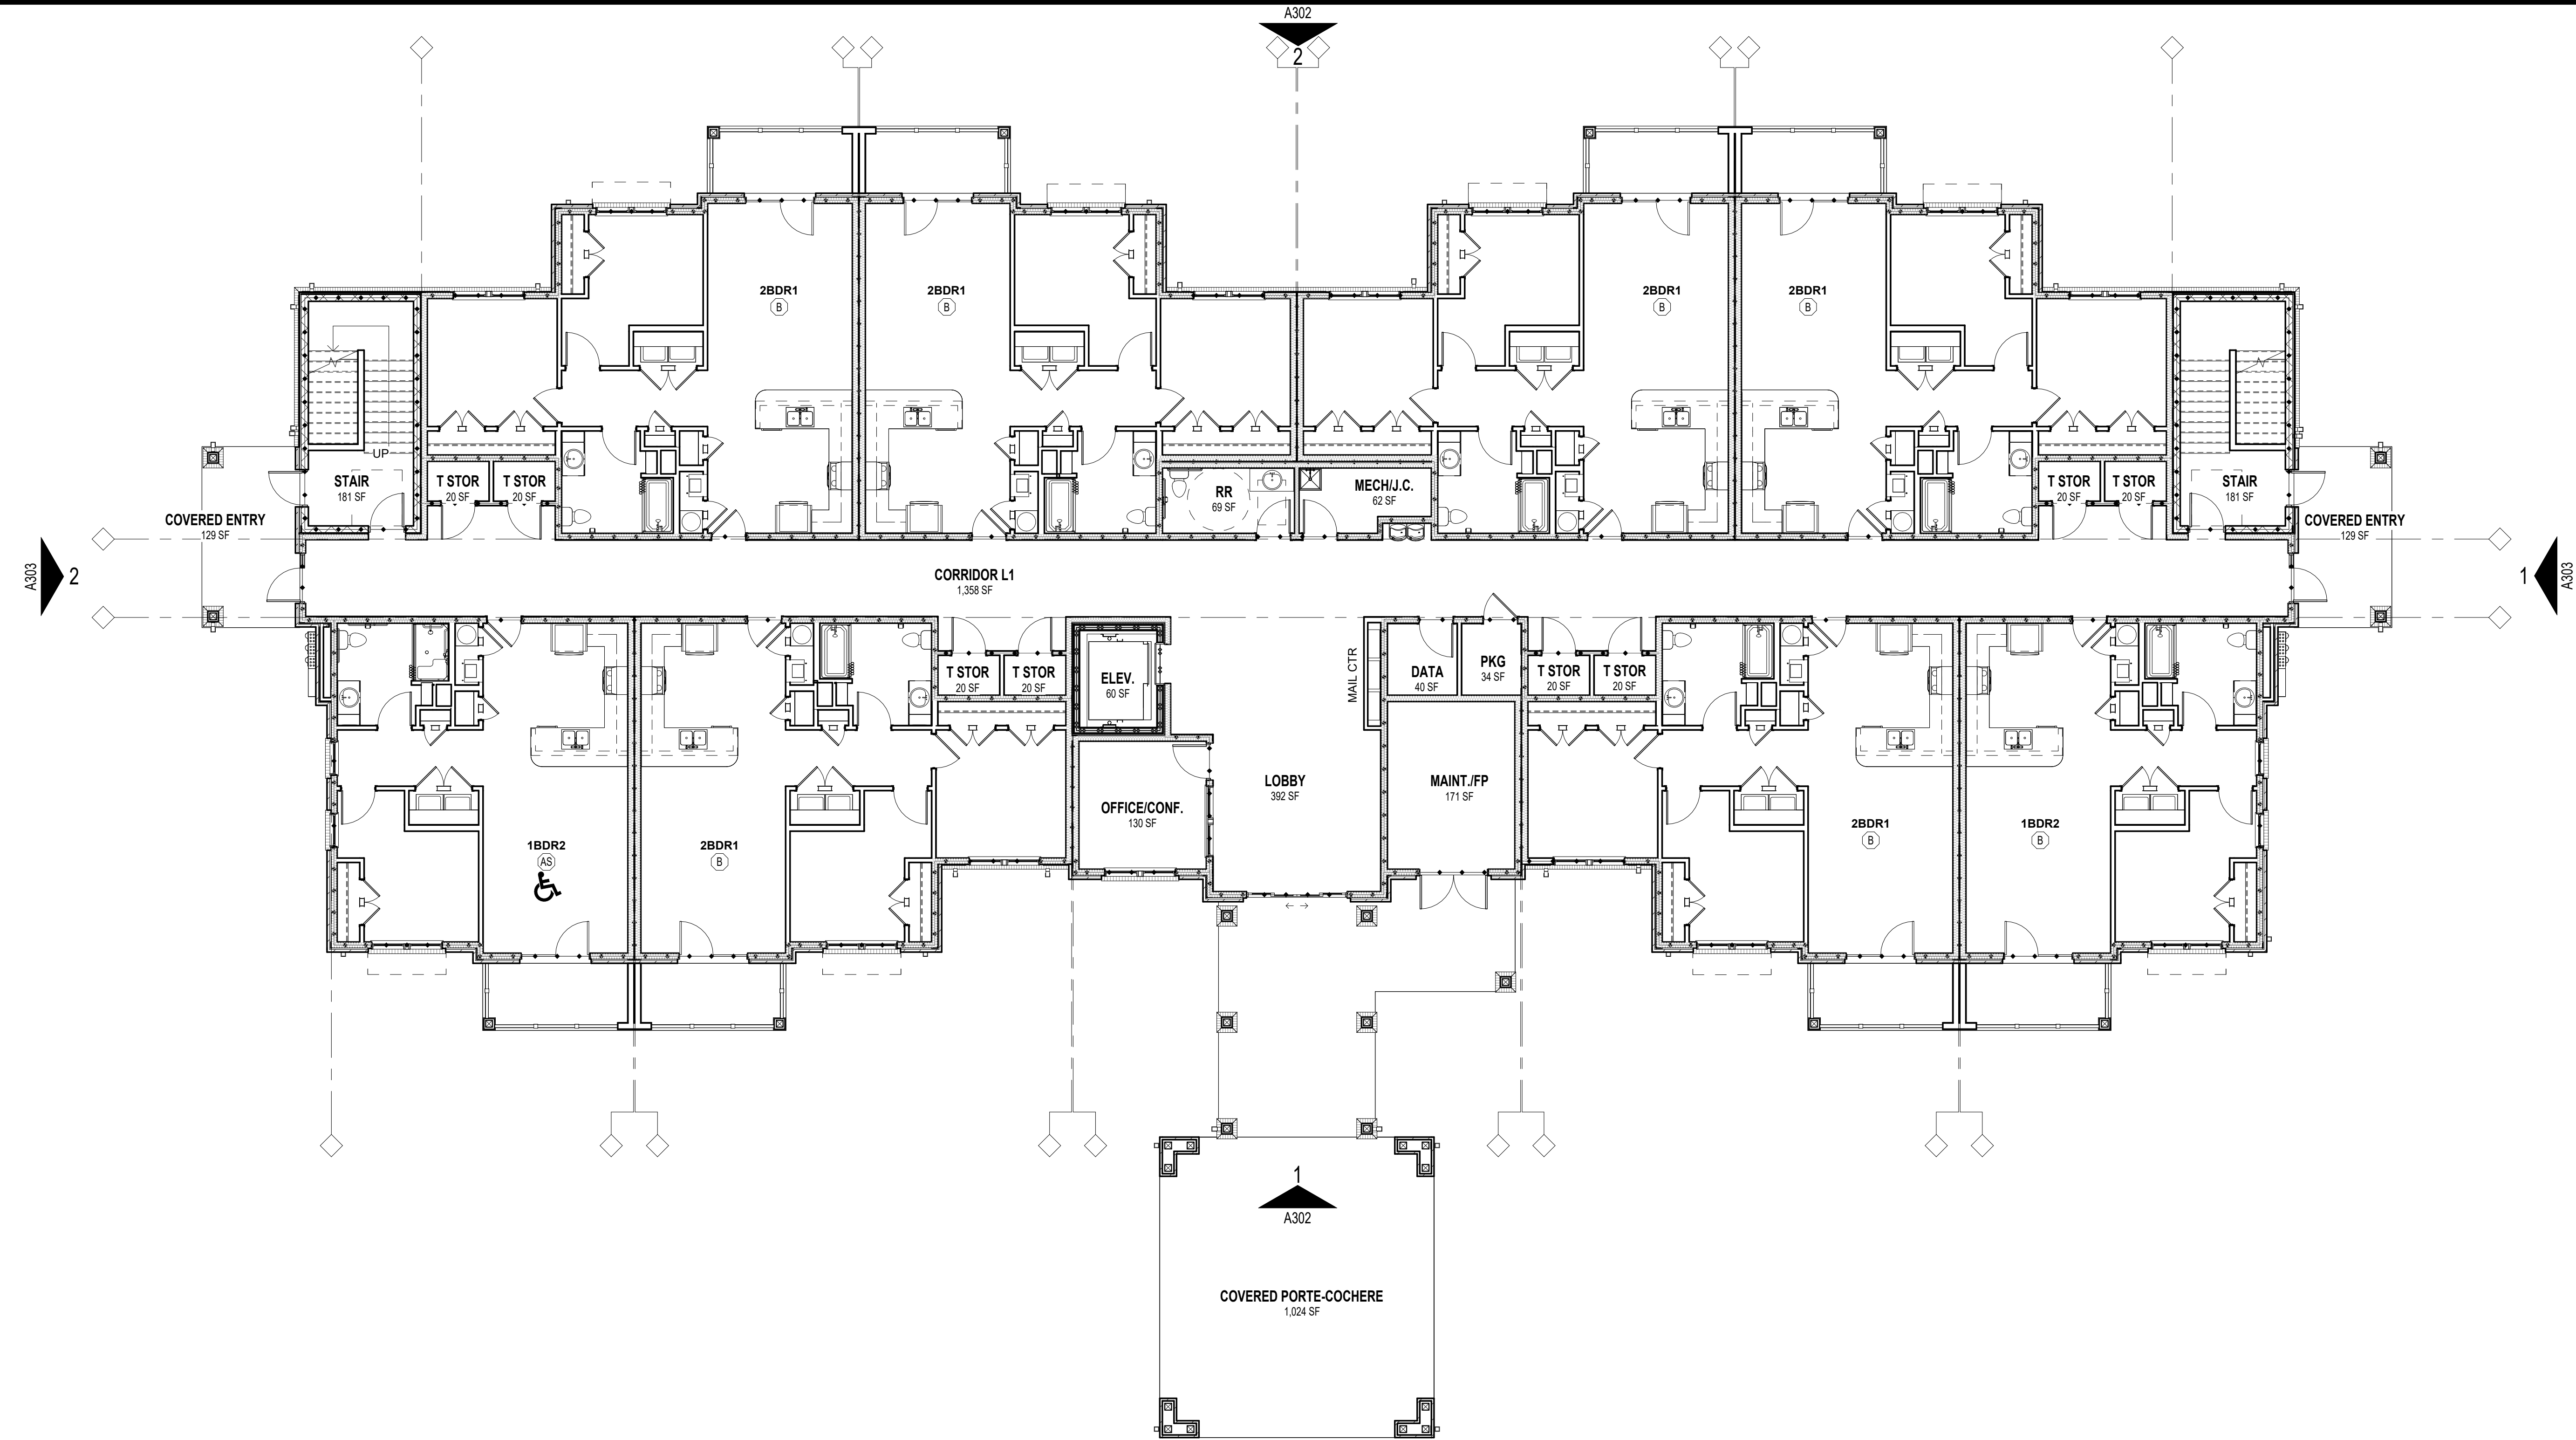 A302
2
2BDR1
B
2BDR1
B
2BDR1
B
2BDR1
B
UP
STAIR
181 SF
T STOR
20 SF
T STOR
20 SF
RR
69 SF
MECH/J.C.
62 SF
T STOR
20 SF
T STOR
20 SF
STAIR
181 SF
COVERED ENTRY
129 SF
COVERED ENTRY
129 SF
A303
2
CORRIDOR L1
1,358 SF
1
A303
T STOR
20 SF
T STOR
20 SF
ELEV.
60 SF
MAIL CTR
DATA
40 SF
PKG
34 SF
T STOR
20 SF
T STOR
20 SF
OFFICE/CONF.
130 SF
LOBBY
392 SF
MAINT./FP
171 SF
1BDR2
AS
2BDR1
B
2BDR1
B
1BDR2
B
1
A302
COVERED PORTE-COCHERE
1,024 SF